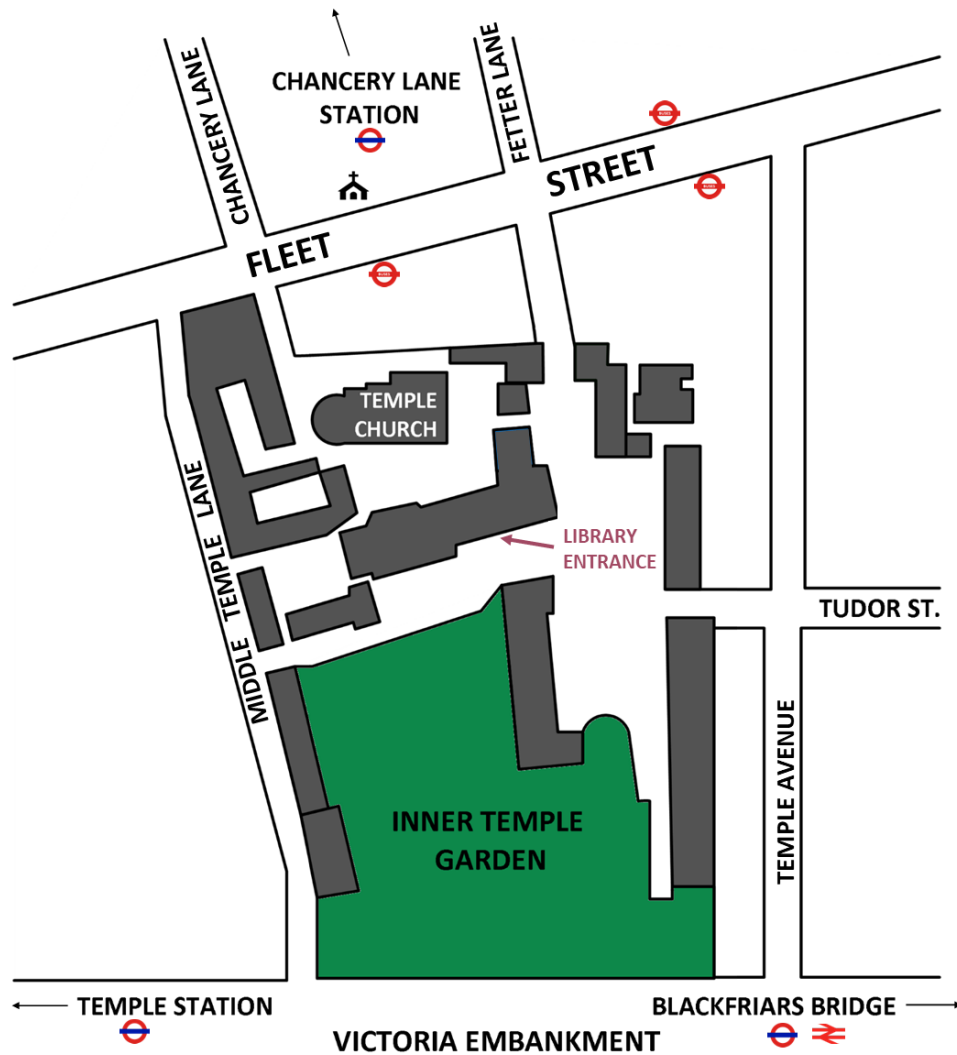 CHANCERY LANE
CHANCERY LANE
STATION
FETTER LANE
FLEET
STREET
TEMPLE
CHURCH
MIDDLE TEMPLE LANE
LIBRARY
ENTRANCE
TUDOR ST.
INNER TEMPLE
GARDEN
TEMPLE AVENUE
TEMPLE STATION
BLACKFRIARS BRIDGE
VICTORIA EMBANKMENT